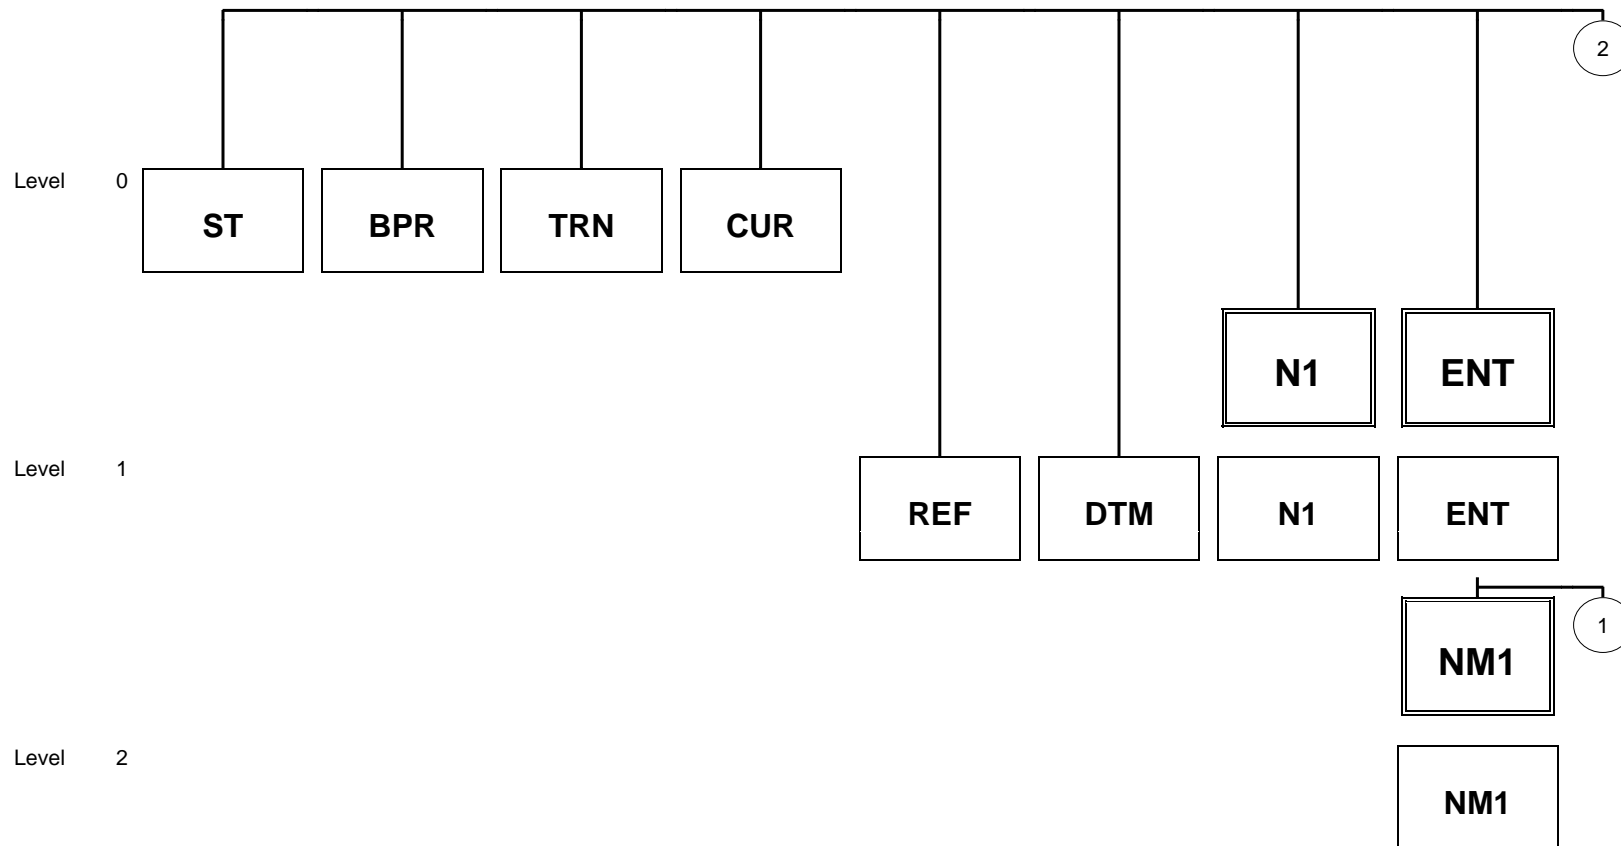 2
Level 0 ST BPR TRN CUR
N1 ENT
Level 1 REF DTM N1 ENT
1
NM1
Level 2 NM1